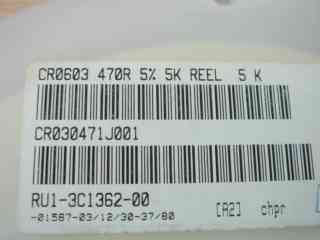 CR0603 470R 5% 5K REEL 5 K
CR030471J001
RU1-3C1362-00
-01587-03/12/30-37/80 [A2] chpr